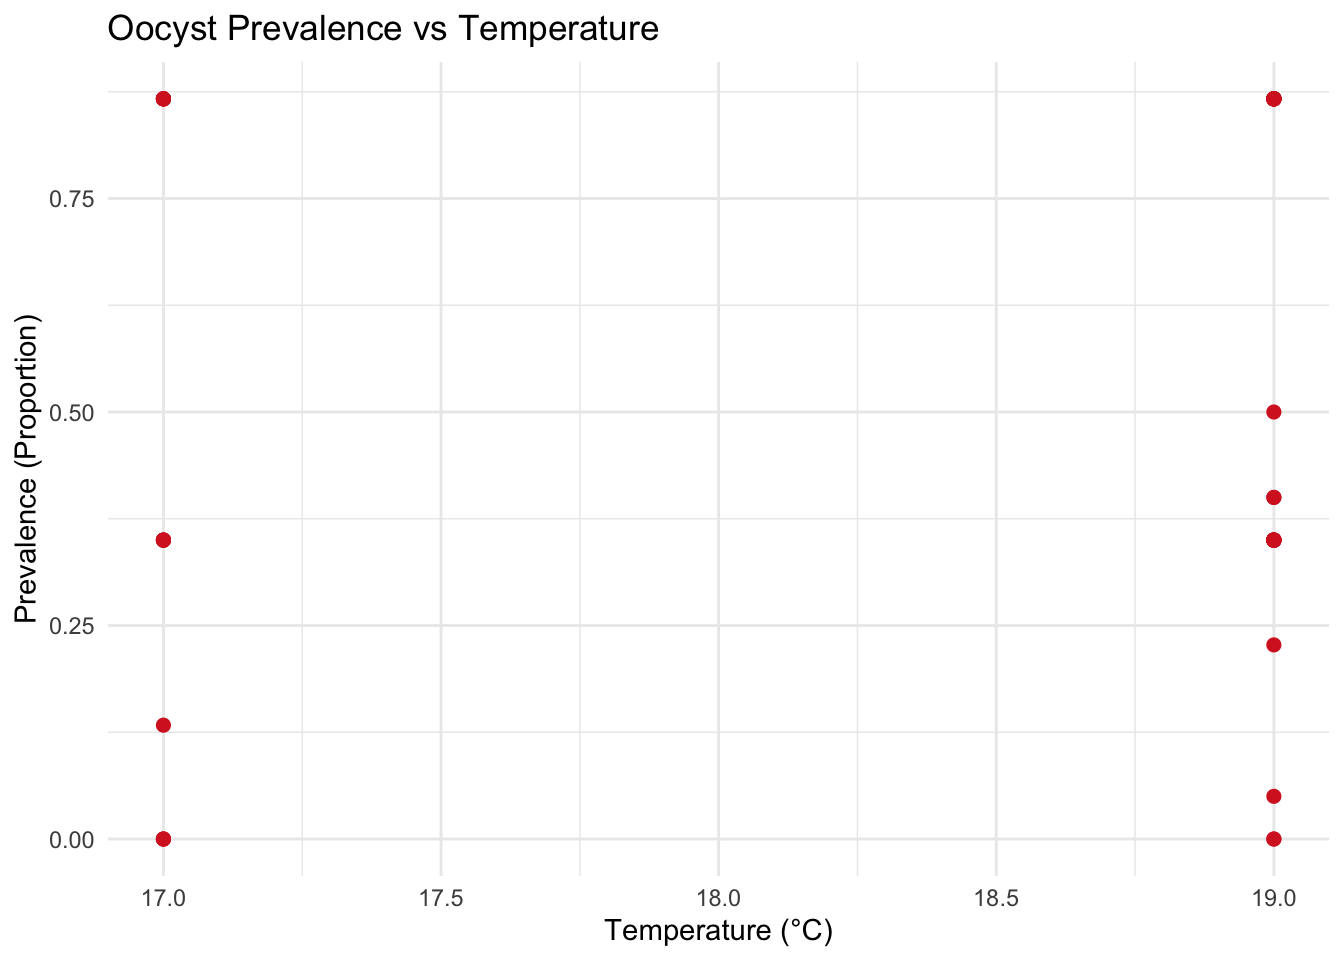 Oocyst Prevalence vs Temperature
Prevalence (Proportion)
0.75
0.50
0.25
0.00
17.0 17.5 18.0 18.5 19.0
Temperature (°C)